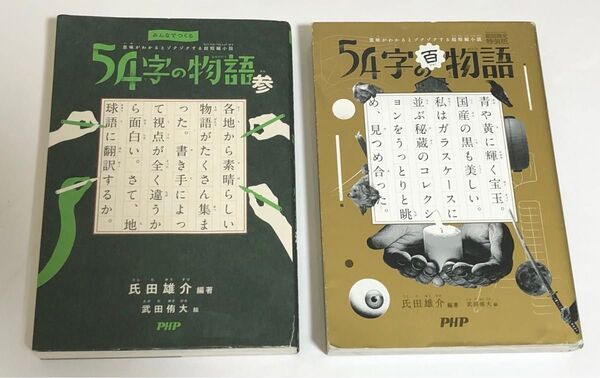 みんなでつくる
意味がわかるとゾクゾクする超短編小説
54字の物語 参
各地から素晴らしい
物語がたくさん集ま
った。書き手によっ
て視点が全く違うか
ら面白い。さて、地
球語に翻訳するか。
氏田雄介 編著
武田侑大 絵
PHP
意味がわかるとゾクゾクする超短編小説
特装版
54字の百物語
青や黄に輝く宝玉。
国産の黒も美しい。
私はガラスケースに
並ぶ秘蔵のコレクシ
ョンをうっとりと眺
め、見つめ合った。
氏田雄介 編著 武田侑大 絵
PHP